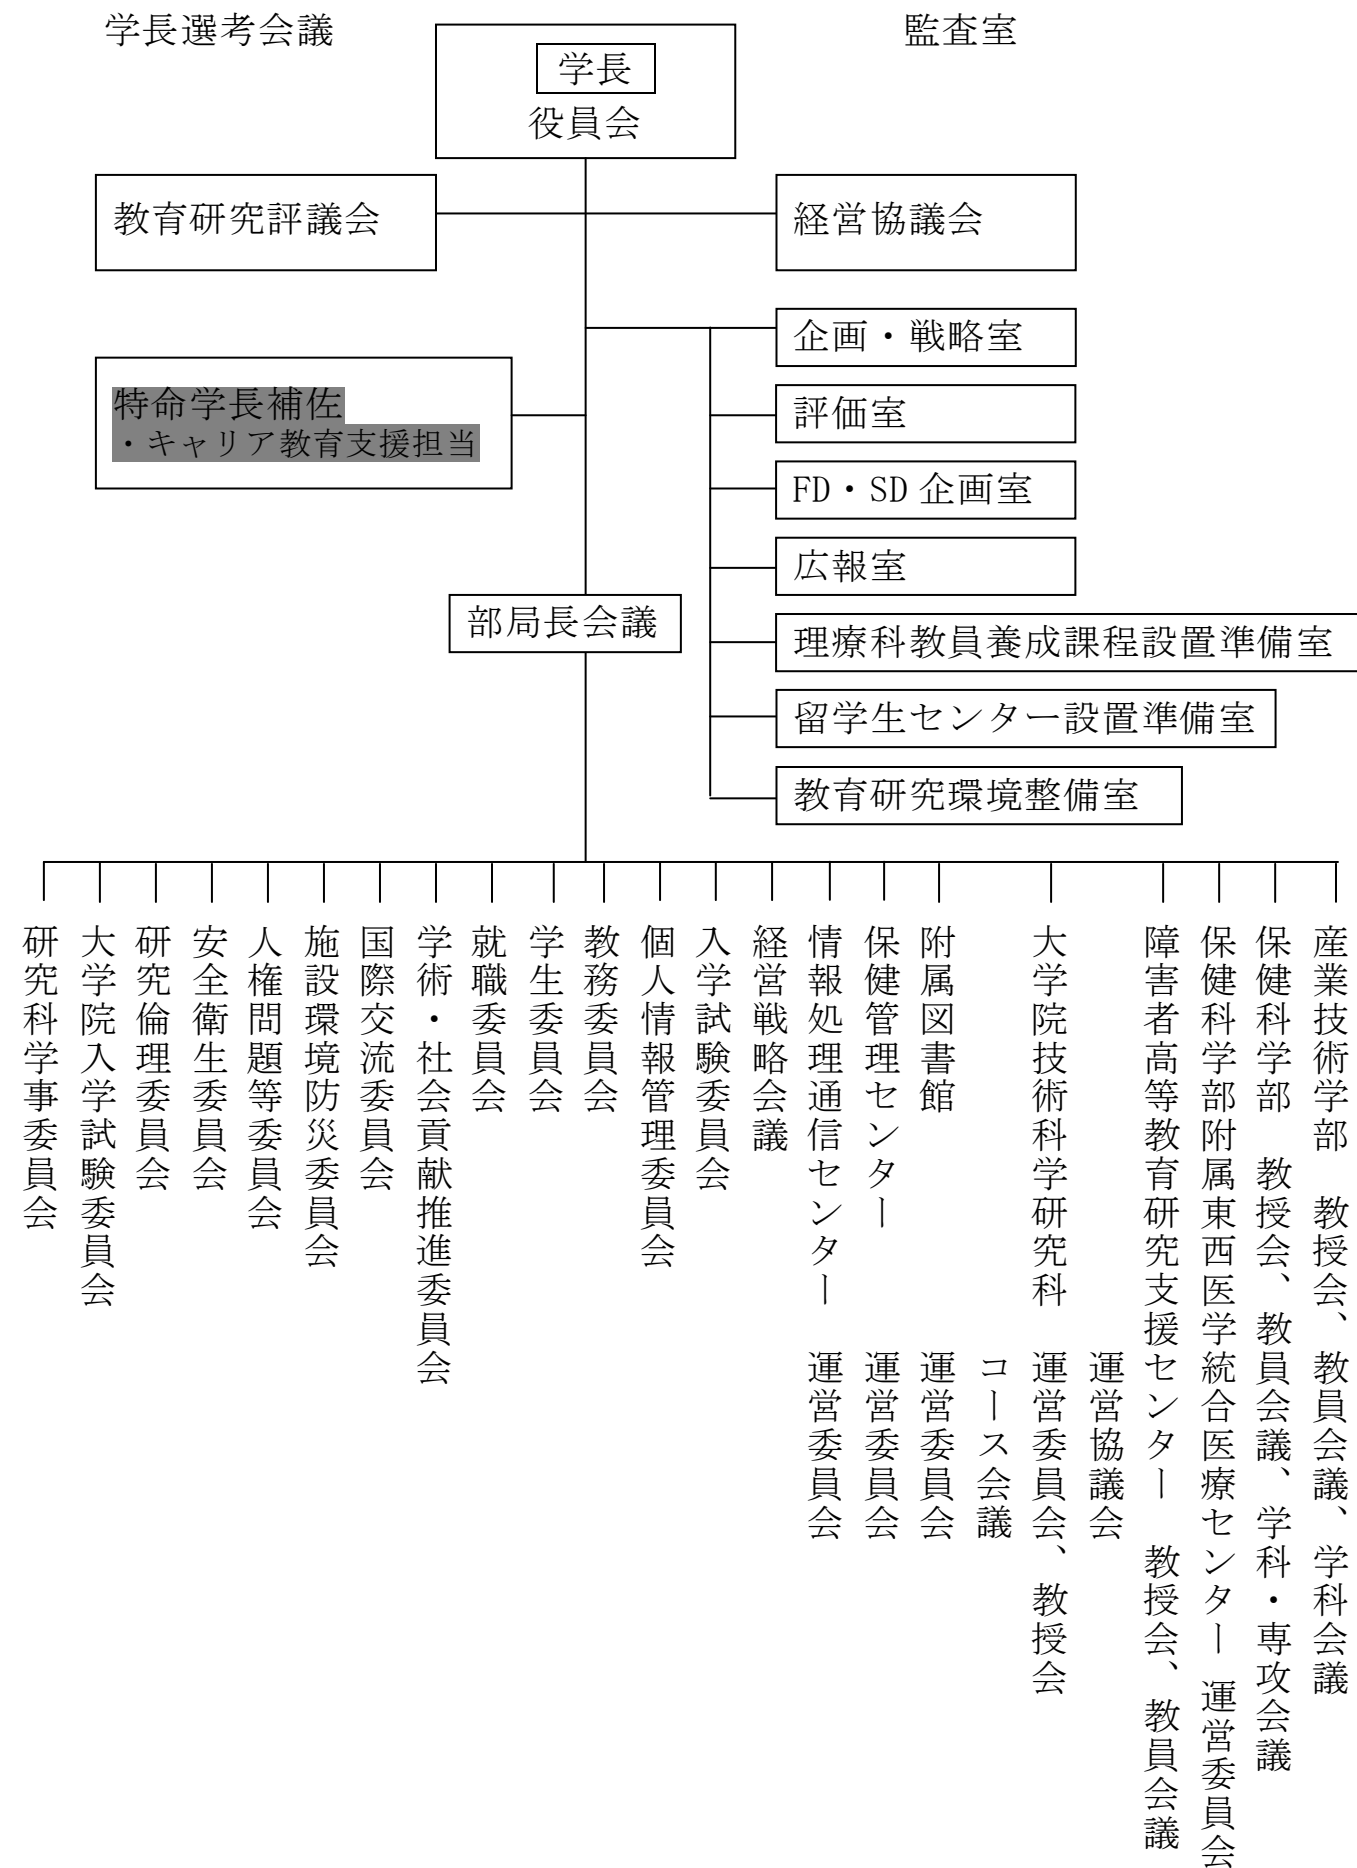 学長選考会議
監査室
学長
役員会
教育研究評議会
経営協議会
企画・戦略室
特命学長補佐
・キャリア教育支援担当
評価室
FD・SD企画室
広報室
部局長会議
理療科教員養成課程設置準備室
留学生センター設置準備室
教育研究環境整備室
産業技術学部 教授会、教員会議、学科会議
保健科学部 教授会、教員会議、学科・専攻会議
保健科学部附属東西医学統合医療センター 運営委員会
障害者高等教育研究支援センター 教授会、教員会議
運営協議会
大学院技術科学研究科 運営委員会、教授会
コース会議
附属図書館 運営委員会
保健管理センター 運営委員会
情報処理通信センター 運営委員会
経営戦略会議
入学試験委員会
個人情報管理委員会
教務委員会
学生委員会
就職委員会
学術・社会貢献推進委員会
国際交流委員会
施設環境防災委員会
人権問題等委員会
安全衛生委員会
研究倫理委員会
大学院入学試験委員会
研究科学事委員会